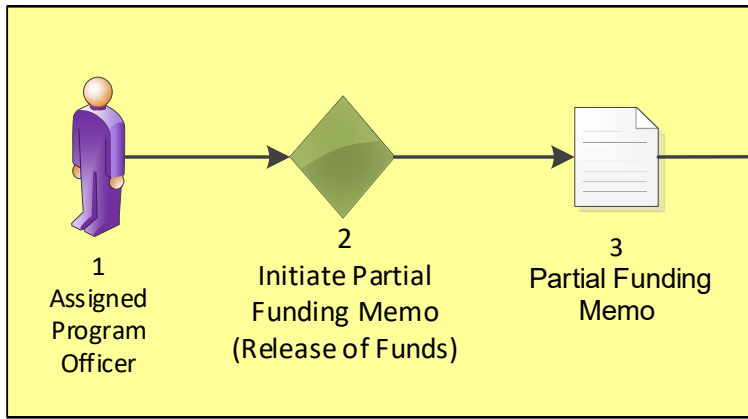 1
Assigned
Program
Officer
2
Initiate Partial
Funding Memo
(Release of Funds)
3
Partial Funding
Memo